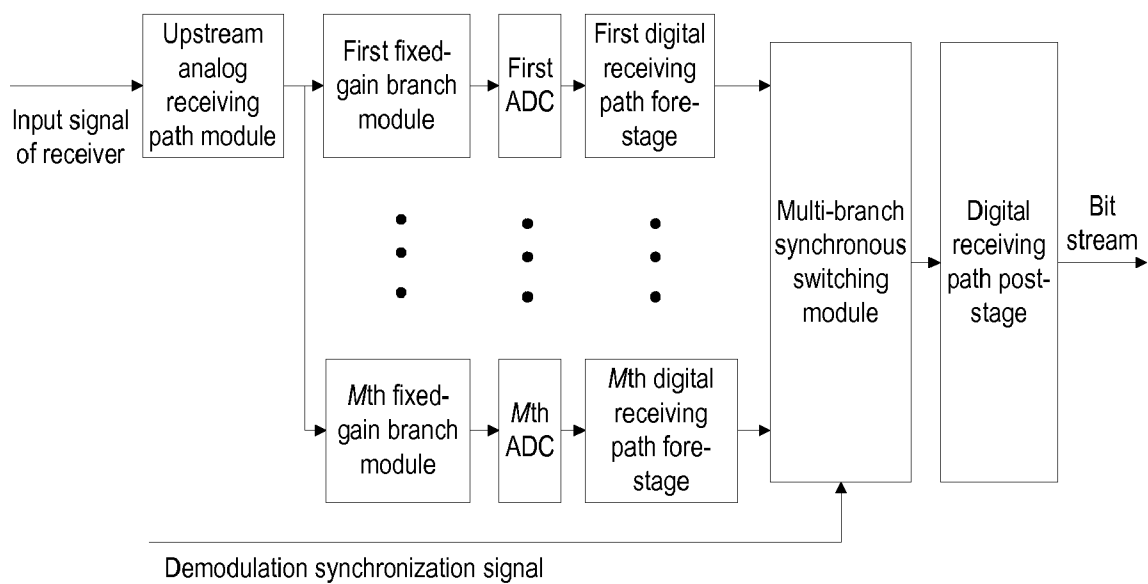 Upstream
analog
receiving
path module
First fixed-
gain branch
module
First
ADC
First digital
receiving
path fore-
stage
Input signal
of receiver
Multi-branch
synchronous
switching
module
Digital
receiving
path post-
stage
Bit
stream
Mth fixed-
gain branch
module
Mth
ADC
Mth digital
receiving
path fore-
stage
Demodulation synchronization signal